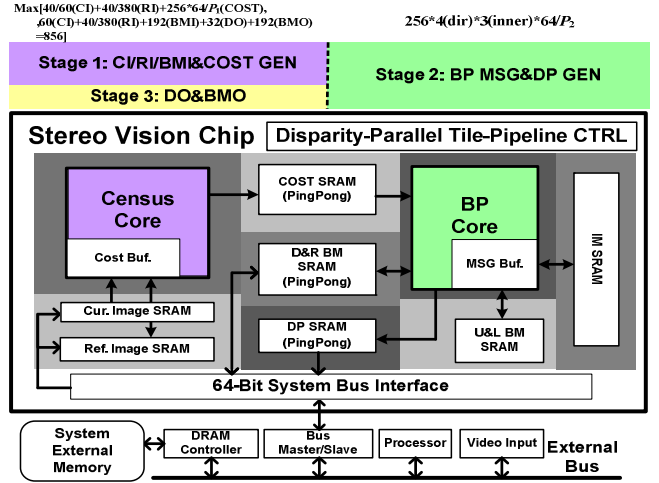 Max[40/60(CI)+40/380(RI)+256*64/P₁(COST),
,60(CI)+40/380(RI)+192(BMI)+32(DO)+192(BMO)
=856]
256*4(dir)*3(inner)*64/P₂
Stage 1: CI/RI/BMI&COST GEN
Stage 3: DO&BMO
Stage 2: BP MSG&DP GEN
Stereo Vision Chip
Disparity-Parallel Tile-Pipeline CTRL
Census
Core
Cost Buf.
COST SRAM
(PingPong)
BP
Core
MSG Buf.
IM SRAM
D&R BM
SRAM
(PingPong)
Cur. Image SRAM
Ref. Image SRAM
DP SRAM
(PingPong)
U&L BM
SRAM
64-Bit System Bus Interface
System
External
Memory
DRAM
Controller
Bus
Master/Slave
Processor
Video Input
External
Bus